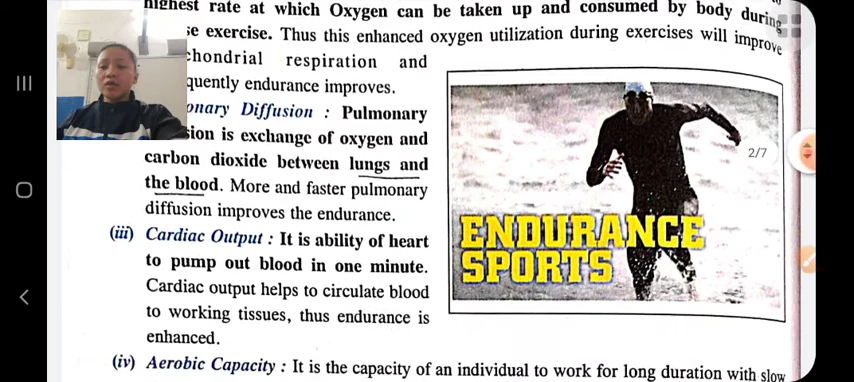 highest rate at which Oxygen can be taken up and consumed by body during
se exercise. Thus this enhanced oxygen utilization during exercises will improve
chondrial respiration and
quently endurance improves.
onary Diffusion : Pulmonary
sion is exchange of oxygen and
carbon dioxide between lungs and
the blood. More and faster pulmonary
diffusion improves the endurance.
2/7
ENDURANCE
SPORTS
(iii) Cardiac Output : It is ability of heart
to pump out blood in one minute.
Cardiac output helps to circulate blood
to working tissues, thus endurance is
enhanced.
(iv) Aerobic Capacity : It is the capacity of an individual to work for long duration with slow